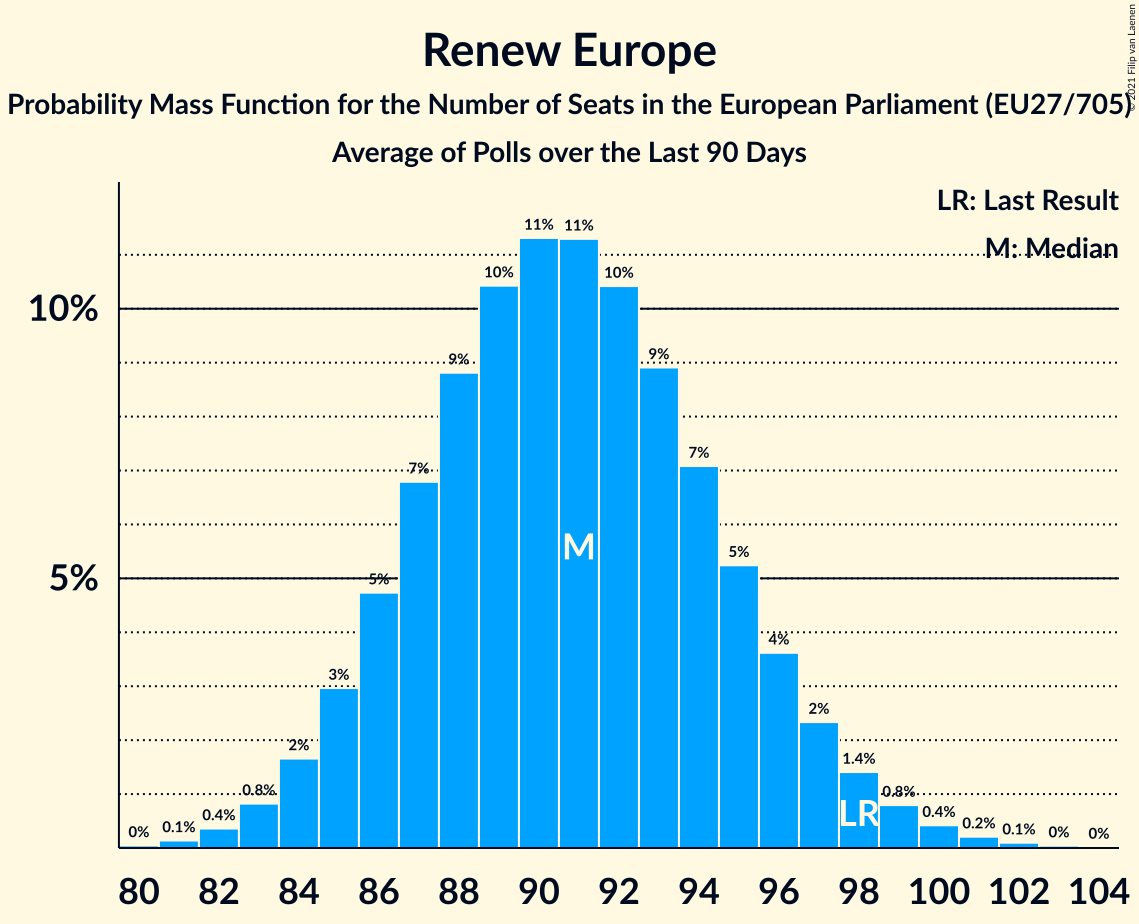 Renew Europe
Probability Mass Function for the Number of Seats in the European Parliament (EU27/705)
Average of Polls over the Last 90 Days
© 2021 Filip van Laenen
LR: Last Result
M: Median
10%
5%
0% 0.1% 0.4% 0.8% 2% 3% 5% 7% 9% 10% 11% 11% 10% 9% 7% 5% 4% 2% 1.4% 0.8% 0.4% 0.2% 0.1% 0% 0%
M
LR
80 82 84 86 88 90 92 94 96 98 100 102 104